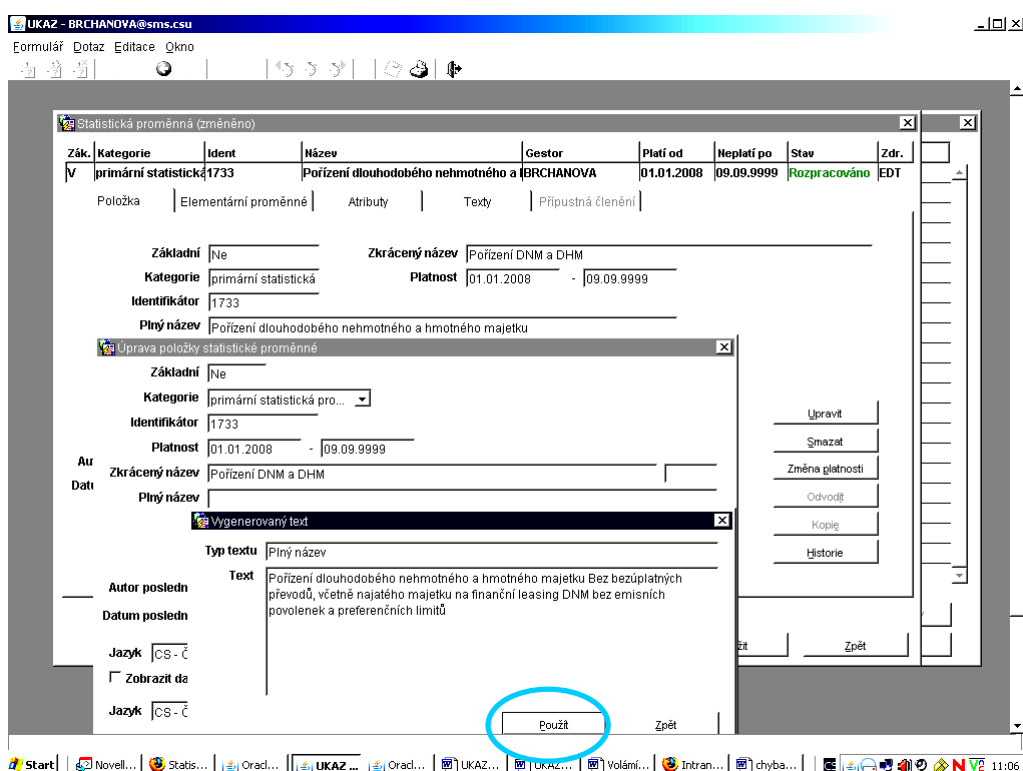 UKAZ - BRCHANOVA@sms.csu
Formulář Dotaz Editace Okno
Statistická proměnná (změněno)
Zák. Kategorie Ident Název Gestor Platí od Neplatí po Stav Zdr.
V primární statistick 1733 Pořízení dlouhodobého nehmotného a BRCHANOVA 01.01.2008 09.09.9999 Rozpracováno EDT
Položka Elementární proměnné Atributy Texty Přípustná členění
Základní Ne Zkrácený název Pořízení DNM a DHM
Kategorie primární statistická Platnost 01.01.2008 - 09.09.9999
Identifikátor 1733
Plný název Pořízení dlouhodobého nehmotného a hmotného majetku
Úprava položky statistické proměnné
Základní Ne
Kategorie primární statistická pro...
Identifikátor 1733
Platnost 01.01.2008 - 09.09.9999
Zkrácený název Pořízení DNM a DHM
Plný název
Au
Datu
Upravit
Smazat
Změna platnosti
Odvodit
Kopie
Historie
Vygenerovaný text
Typ textu Plný název
Text Pořízení dlouhodobého nehmotného a hmotného majetku Bez bezúplatných
převodů, včetně najatého majetku na finanční leasing DNM bez emisních
povolenek a preferenčních limitů
Autor posledn
Datum posledn
Jazyk CS - Č
Zobrazit da
Jazyk CS - Č
Použít Zpět
žit Zpět
Start Novell... Statis... Oracl... UKAZ ... Oracl... UKAZ... UKAZ... Volámí... Intran... chyba... 11:06